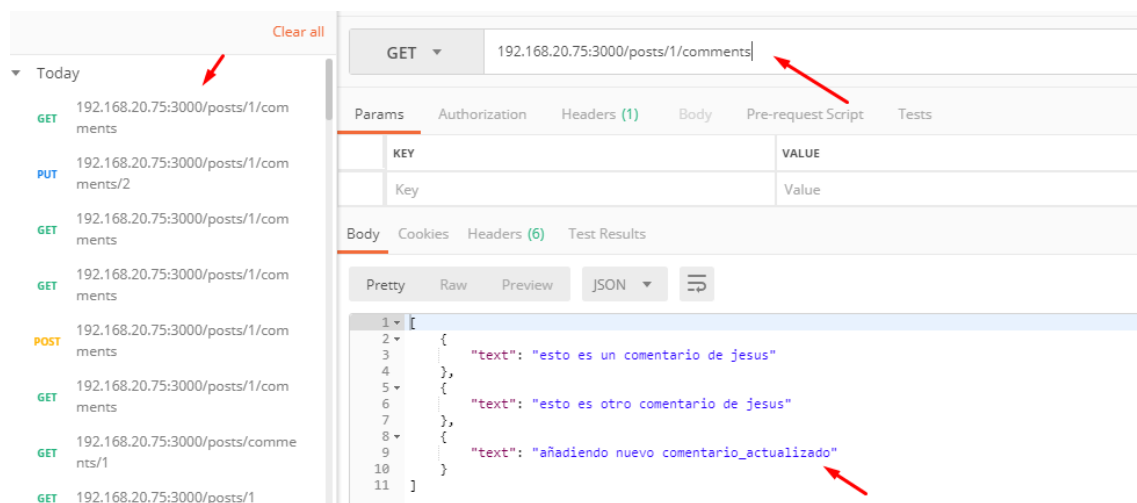 Clear all
Today
GET 192.168.20.75:3000/posts/1/com
ments
PUT 192.168.20.75:3000/posts/1/com
ments/2
GET 192.168.20.75:3000/posts/1/com
ments
GET 192.168.20.75:3000/posts/1/com
ments
POST 192.168.20.75:3000/posts/1/com
ments
GET 192.168.20.75:3000/posts/1/com
ments
GET 192.168.20.75:3000/posts/comme
nts/1
GET 192.168.20.75:3000/posts/1
GET 192.168.20.75:3000/posts/1/comments
Params Authorization Headers (1) Body Pre-request Script Tests
KEY VALUE
Key Value
Body Cookies Headers (6) Test Results
Pretty Raw Preview JSON
1 [
2 {
3 "text": "esto es un comentario de jesus"
4 },
5 {
6 "text": "esto es otro comentario de jesus"
7 },
8 {
9 "text": "añadiendo nuevo comentario_actualizado"
10 }
11 ]